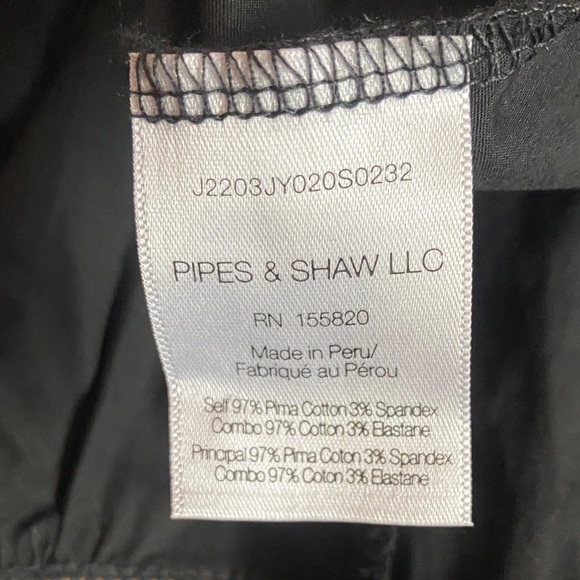 J2203JY020S0232
PIPES & SHAW LLC
RN 155820
Made in Peru/
Fabriqué au Pérou
Self 97% Pima Cotton 3% Spandex
Combo 97% Cotton 3% Elastane
Principal 97% Pima Coton 3% Spandex
Combo 97% Coton 3% Elastane